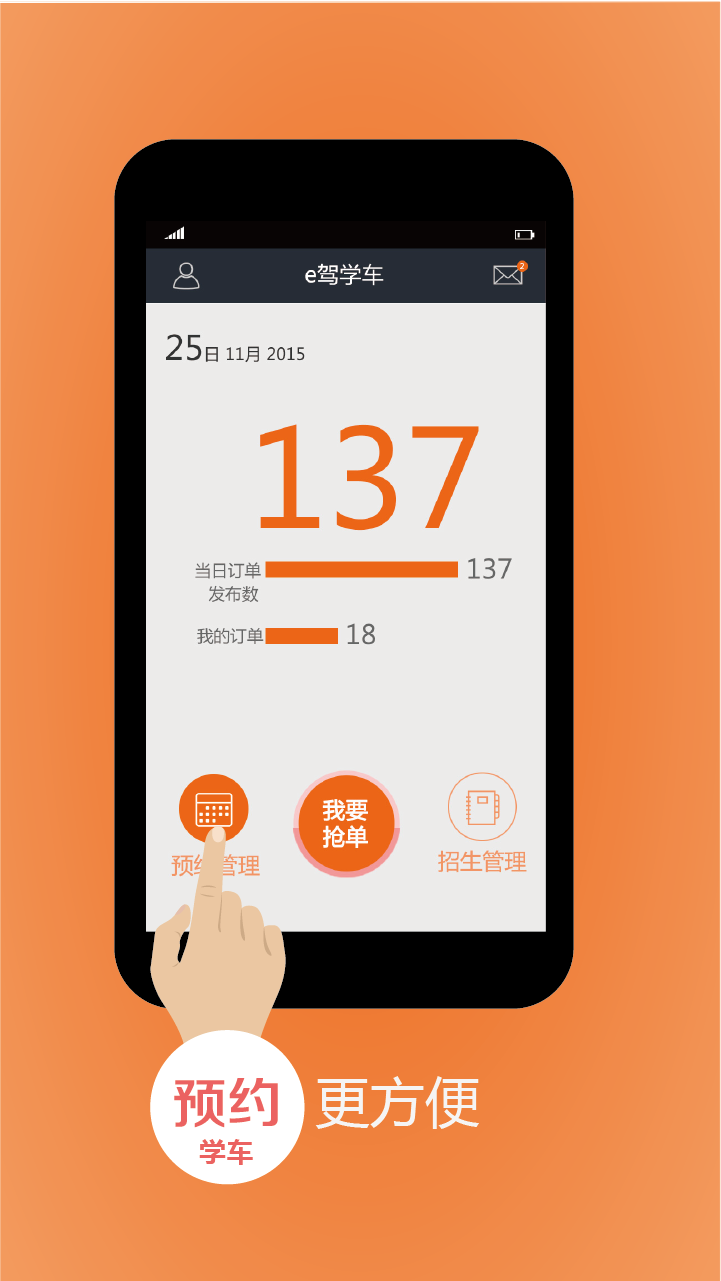 e驾学车
2
25日 11月 2015
137
当日订单 137
发布数
我的订单 18
我要
抢单
预约管理
招生管理
预约
学车
更方便